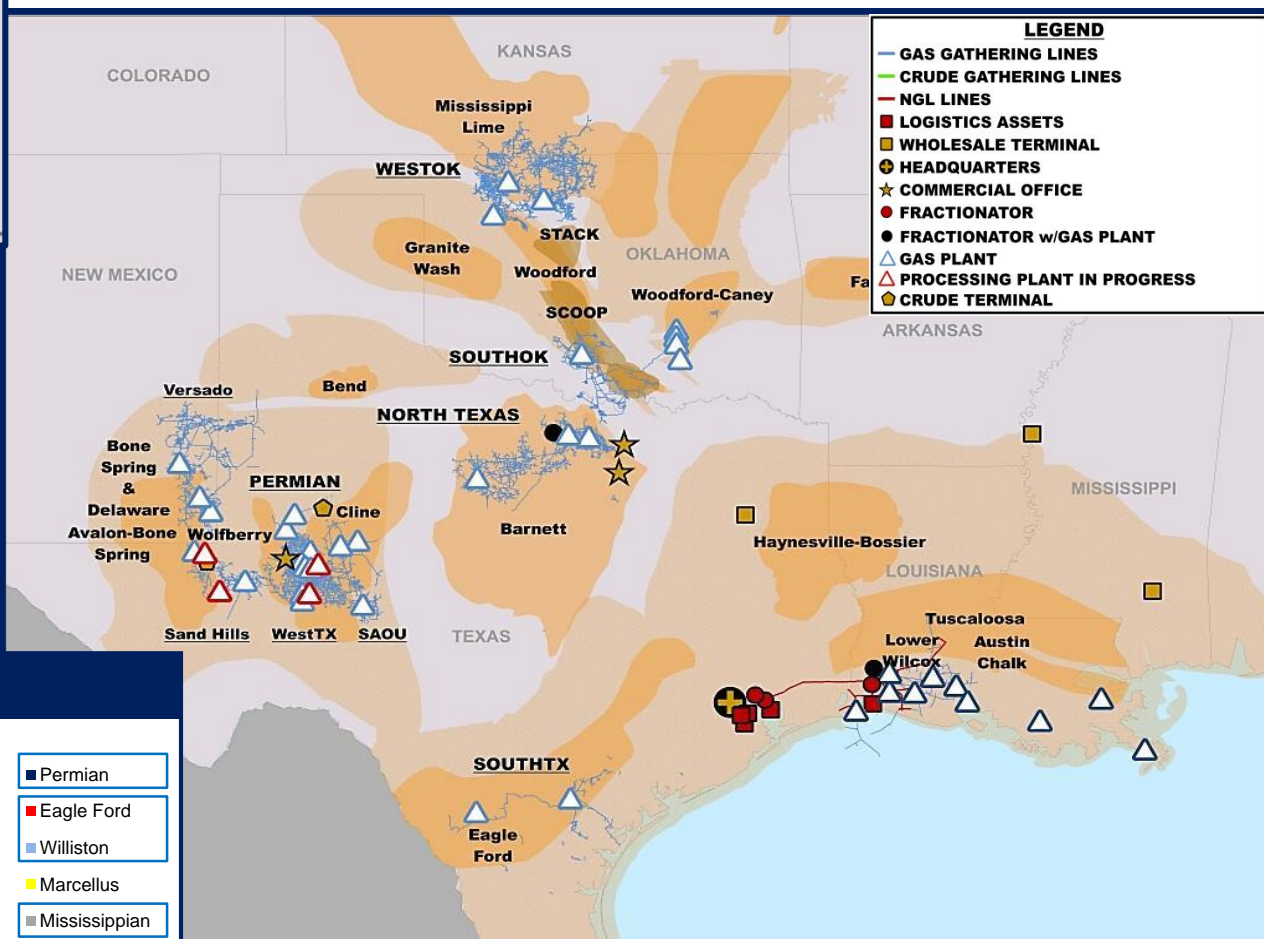 COLORADO
KANSAS
LEGEND
GAS GATHERING LINES
CRUDE GATHERING LINES
NGL LINES
LOGISTICS ASSETS
WHOLESALE TERMINAL
HEADQUARTERS
COMMERCIAL OFFICE
FRACTIONATOR
FRACTIONATOR w/GAS PLANT
GAS PLANT
PROCESSING PLANT IN PROGRESS
CRUDE TERMINAL
Mississippi
Lime
WESTOK
STACK
Granite
Wash
Woodford
OKLAHOMA
NEW MEXICO
Woodford-Caney
Fa
SCOOP
ARKANSAS
SOUTHOK
Versado
Bend
NORTH TEXAS
Bone
Spring
&
Delaware
PERMIAN
Cline
Avalon-Bone
Spring
Wolfberry
Barnett
MISSISSIPPI
Haynesville-Bossier
LOUISIANA
Sand Hills
WestTX
SAOU
TEXAS
Tuscaloosa
Lower
Wilcox
Austin
Chalk
SOUTHTX
Eagle
Ford
Permian
Eagle Ford
Williston
Marcellus
Mississippian